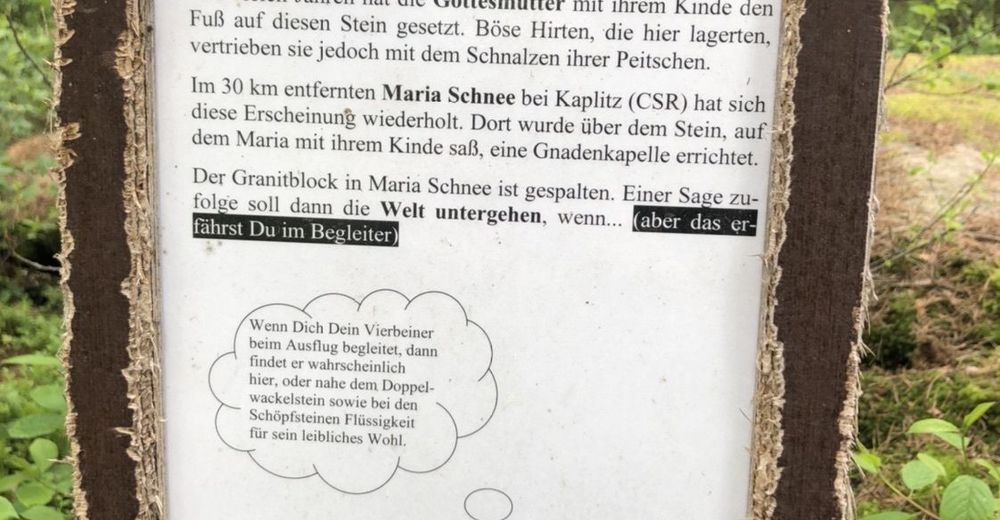 Jahren hat die Gottesmutter mit ihrem Kinde den
Fuß auf diesen Stein gesetzt. Böse Hirten, die hier lagerten,
vertrieben sie jedoch mit dem Schnalzen ihrer Peitschen.
Im 30 km entfernten Maria Schnee bei Kaplitz (CSR) hat sich
diese Erscheinung wiederholt. Dort wurde über dem Stein, auf
dem Maria mit ihrem Kinde saß, eine Gnadenkapelle errichtet.
Der Granitblock in Maria Schnee ist gespalten. Einer Sage zu-
folge soll dann die Welt untergehen, wenn... (aber das er-
fährst Du im Begleiter)
Wenn Dich Dein Vierbeiner
beim Ausflug begleitet, dann
findet er wahrscheinlich
hier, oder nahe dem Doppel-
wackelstein sowie bei den
Schöpfsteinen Flüssigkeit
für sein leibliches Wohl.